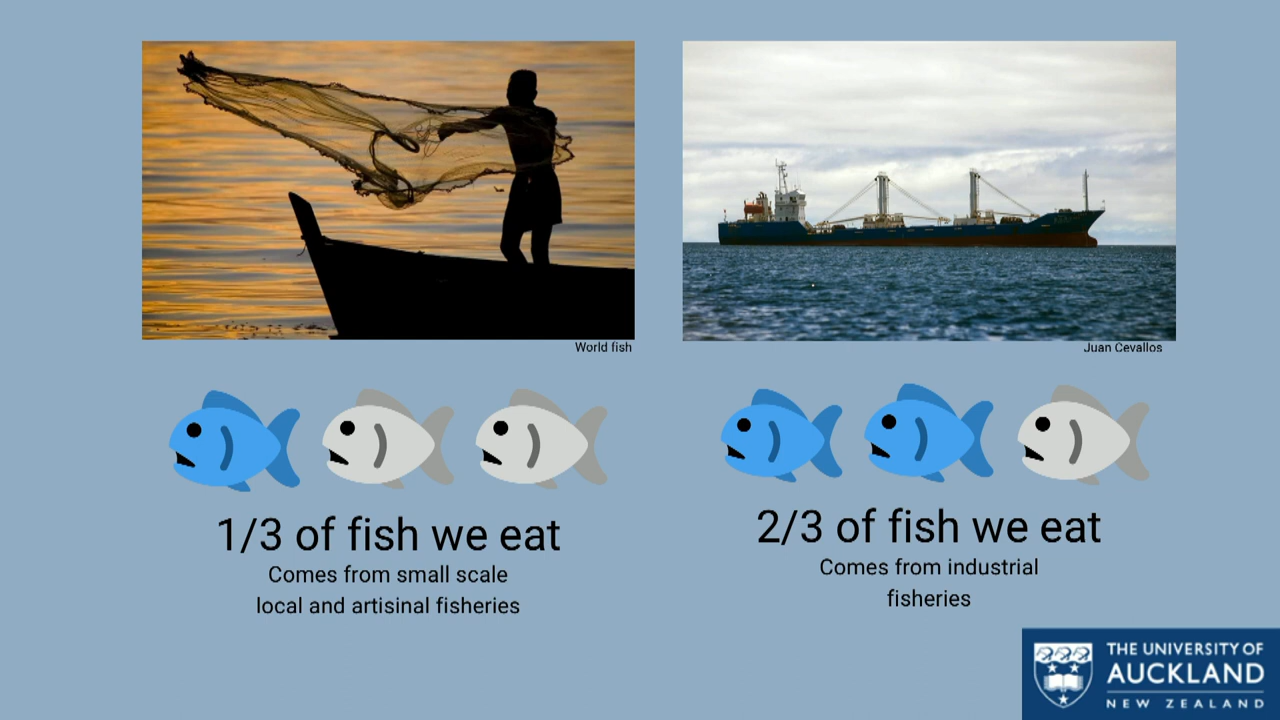 World fish
Juan Cevallos
1/3 of fish we eat
Comes from small scale
local and artisinal fisheries
2/3 of fish we eat
Comes from industrial
fisheries
THE UNIVERSITY OF
AUCKLAND
NEW ZEALAND